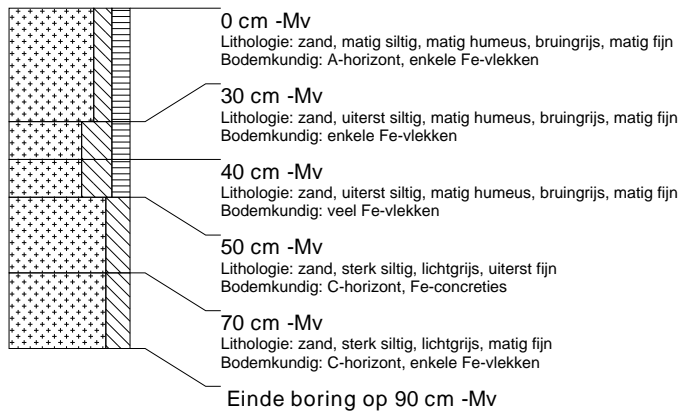 0 cm -Mv
Lithologie: zand, matig siltig, matig humeus, bruingrijs, matig fijn
Bodemkundig: A-horizont, enkele Fe-vlekken
30 cm -Mv
Lithologie: zand, uiterst siltig, matig humeus, bruingrijs, matig fijn
Bodemkundig: enkele Fe-vlekken
40 cm -Mv
Lithologie: zand, uiterst siltig, matig humeus, bruingrijs, matig fijn
Bodemkundig: veel Fe-vlekken
50 cm -Mv
Lithologie: zand, sterk siltig, lichtgrijs, uiterst fijn
Bodemkundig: C-horizont, Fe-concreties
70 cm -Mv
Lithologie: zand, sterk siltig, lichtgrijs, matig fijn
Bodemkundig: C-horizont, enkele Fe-vlekken
Einde boring op 90 cm -Mv